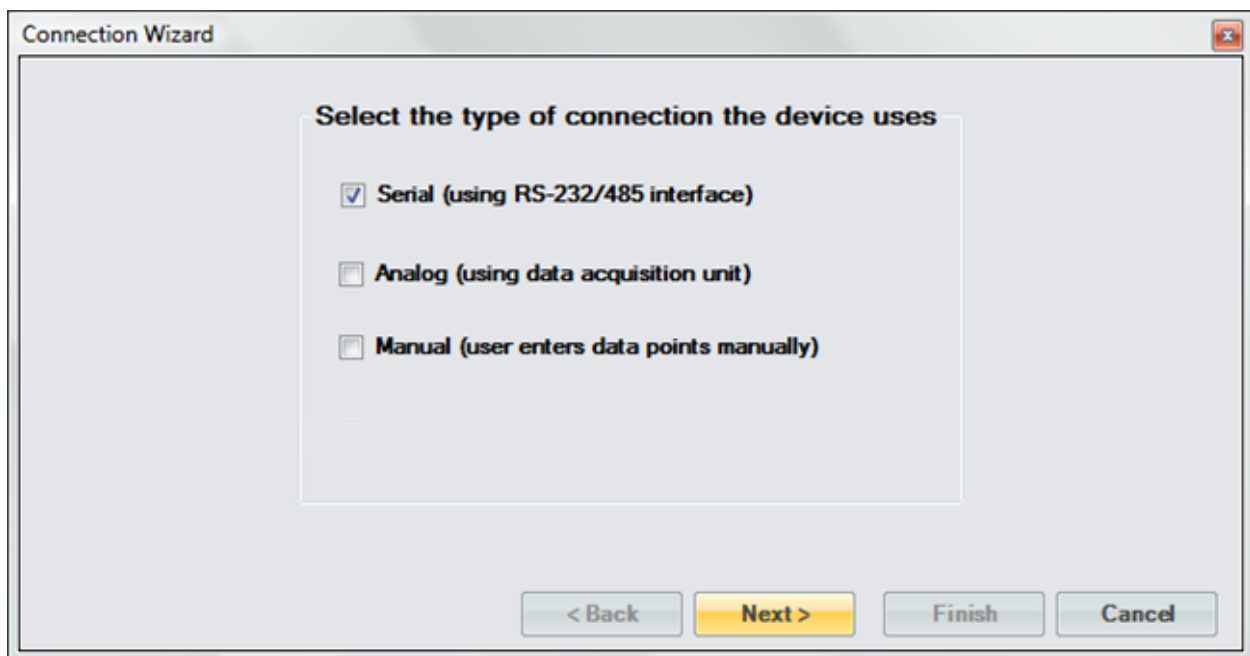 Connection Wizard
Select the type of connection the device uses
Serial (using RS-232/485 interface)
Analog (using data acquisition unit)
Manual (user enters data points manually)
< Back
Next >
Finish
Cancel